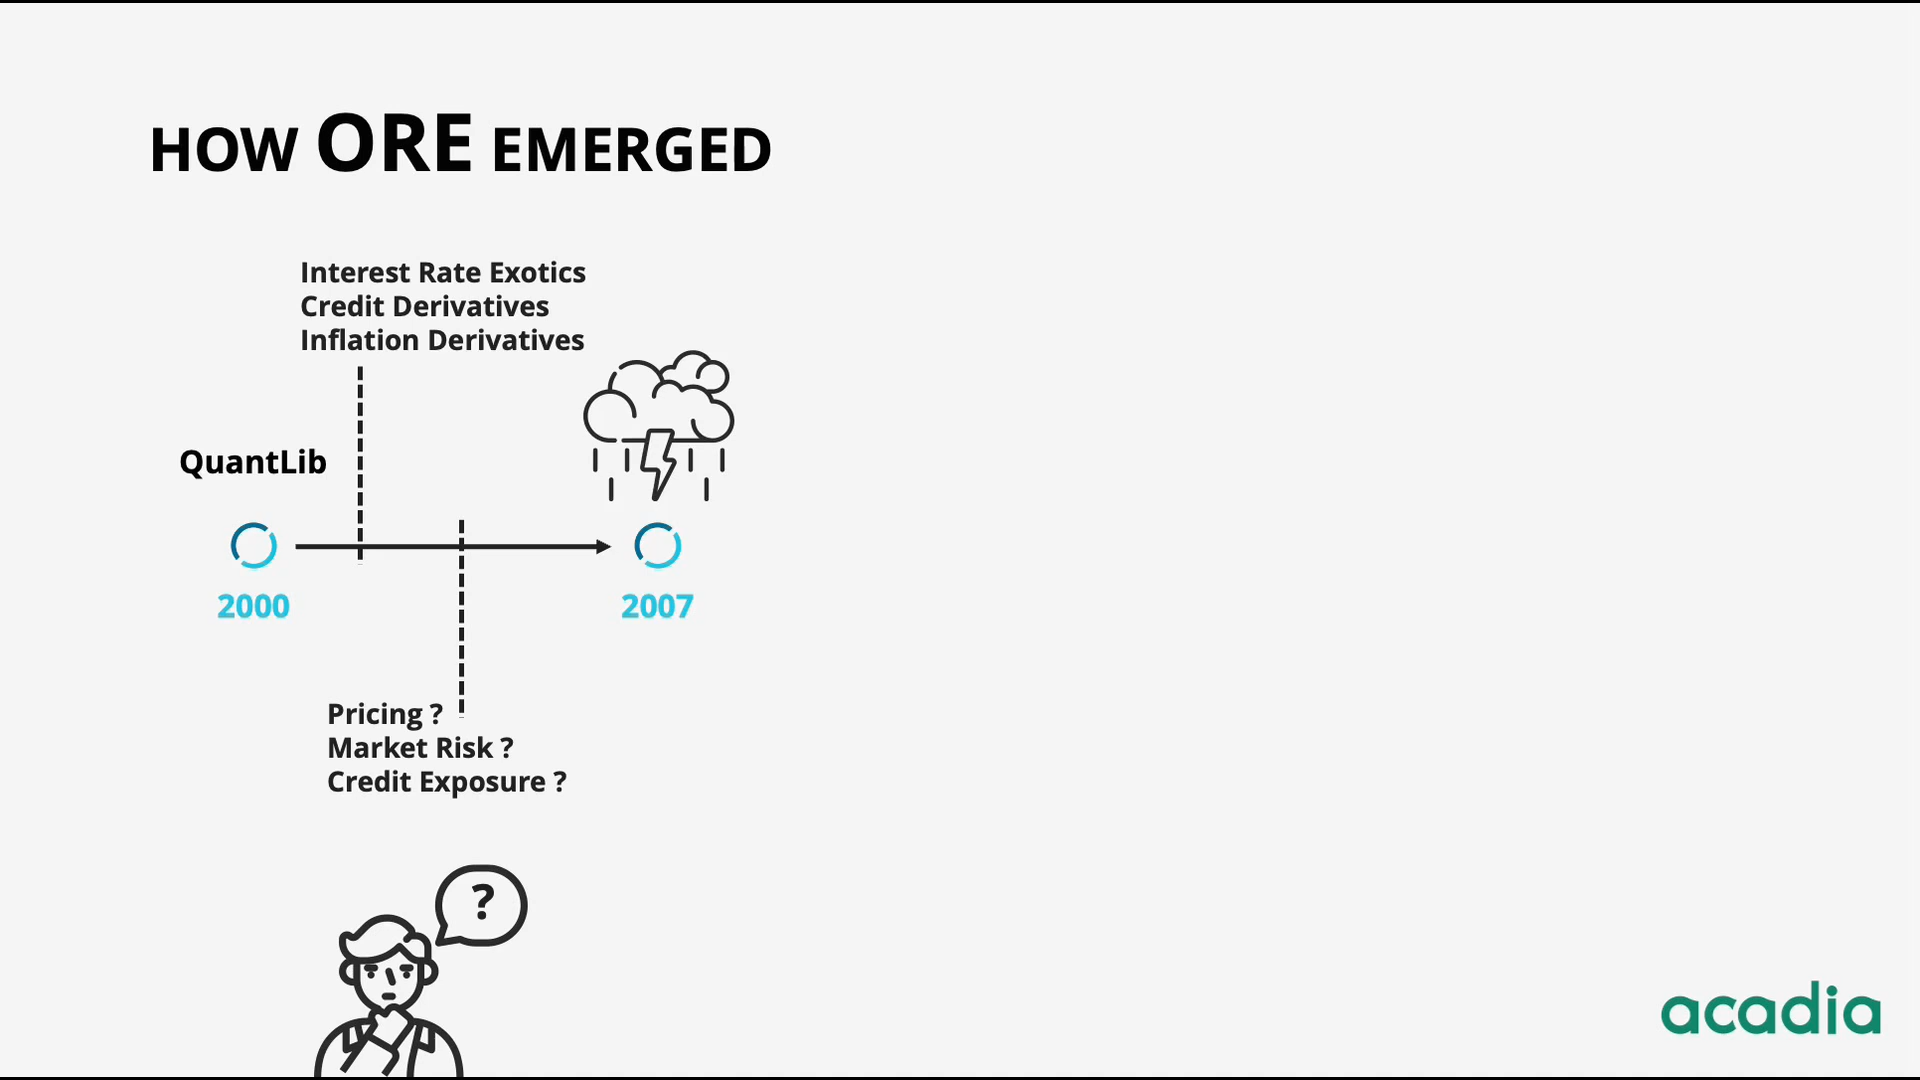 HOW ORE EMERGED
Interest Rate Exotics
Credit Derivatives
Inflation Derivatives
QuantLib
2000
2007
Pricing ?
Market Risk ?
Credit Exposure ?
?
acadia